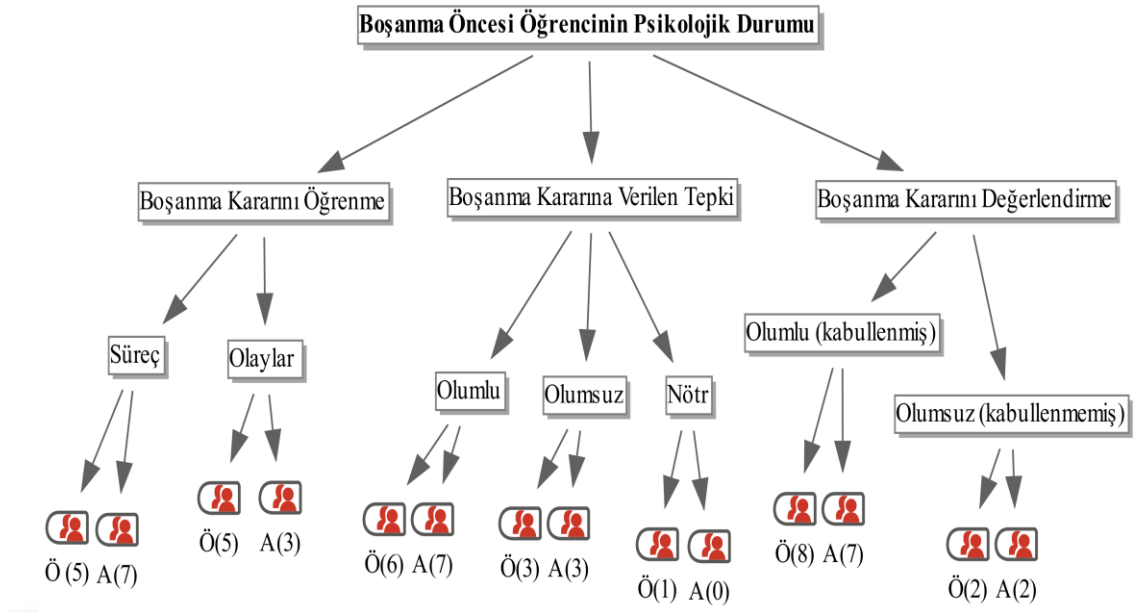 Boşanma Öncesi Öğrencinin Psikolojik Durumu
Boşanma Kararını Öğrenme
Boşanma Kararına Verilen Tepki
Boşanma Kararını Değerlendirme
Süreç
Olaylar
Olumlu
Olumsuz
Nötr
Olumlu (kabullenmiş)
Olumsuz (kabullenmemiş)
Ö (5) A(7)
Ö(5) A(3)
Ö(6) A(7)
Ö(3) A(3)
Ö(1) A(0)
Ö(8) A(7)
Ö(2) A(2)